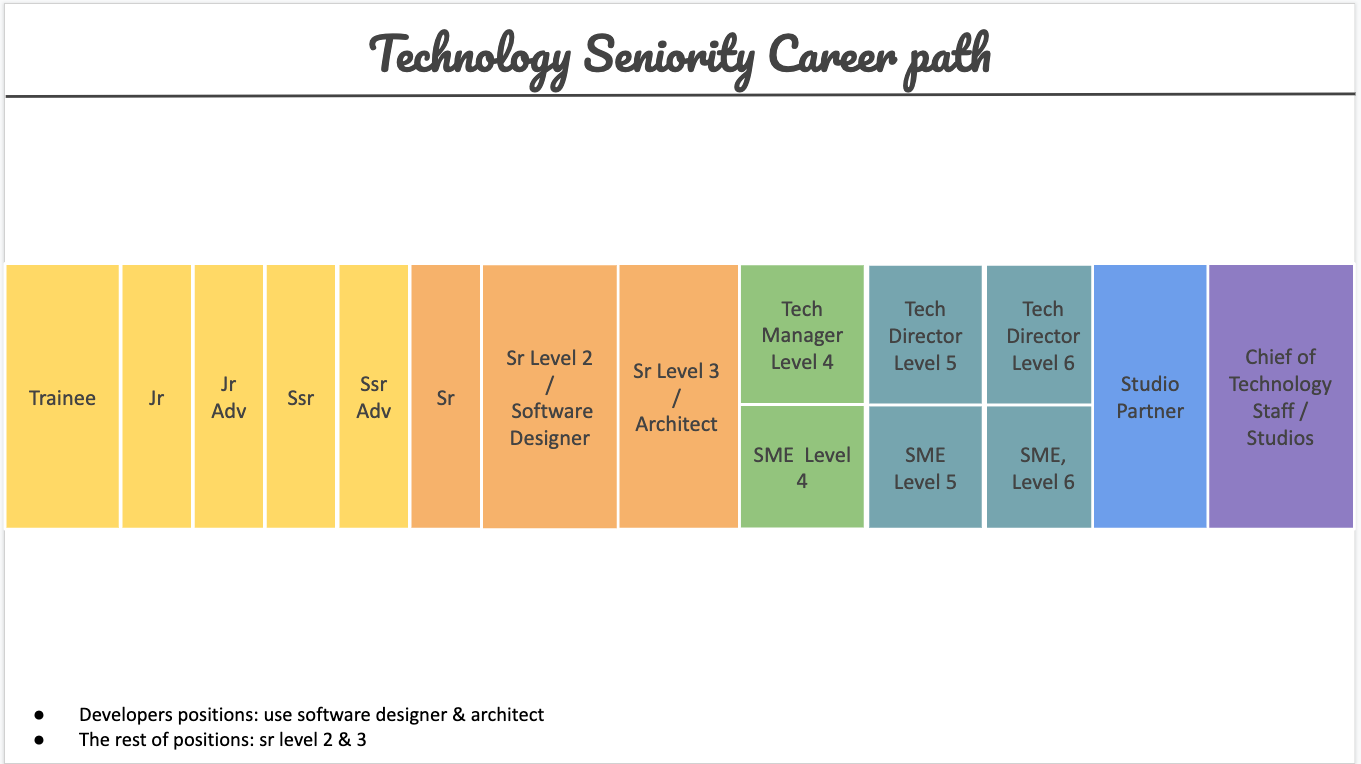 Technology Seniority Career path
Trainee
Jr
Jr
Adv
Ssr
Ssr
Adv
Sr
Sr Level 2
/
Software
Designer
Sr Level 3
/
Architect
Tech
Manager
Level 4
SME  Level
4
Tech
Director
Level 5
SME
Level 5
Tech
Director
Level 6
SME,
Level 6
Studio
Partner
Chief of
Technology
Staff /
Studios
● Developers positions: use software designer & architect
● The rest of positions: sr level 2 & 3